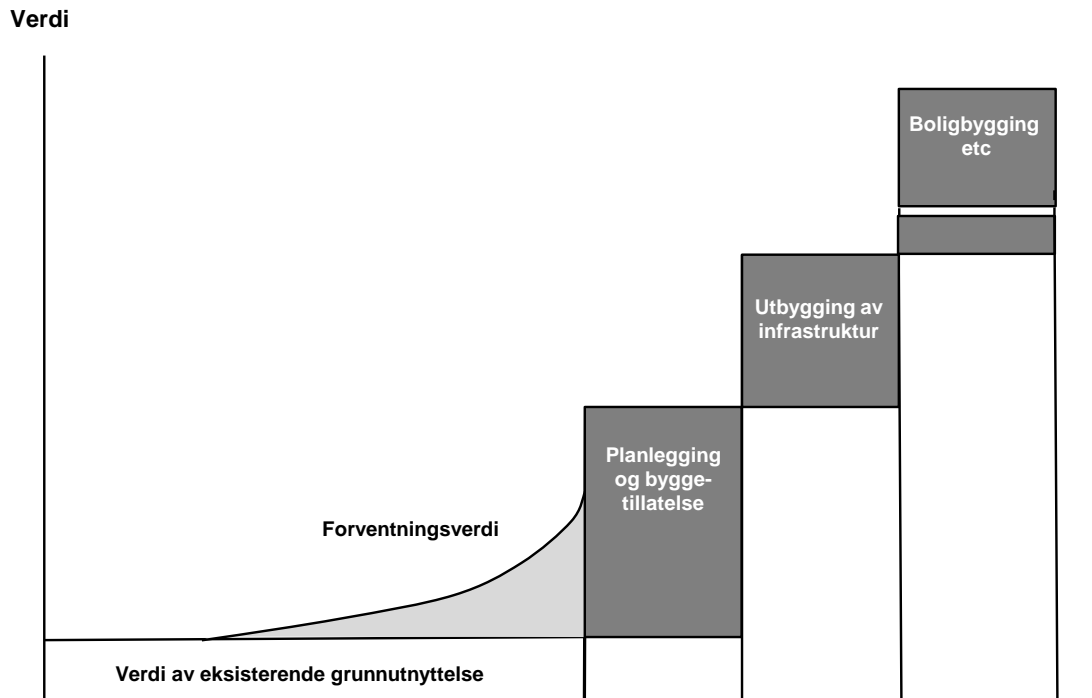 Verdi
Boligbygging
etc
Utbygging av
infrastruktur
Planlegging
og bygge-
tillatelse
Forventningsverdi
Verdi av eksisterende grunnutnyttelse